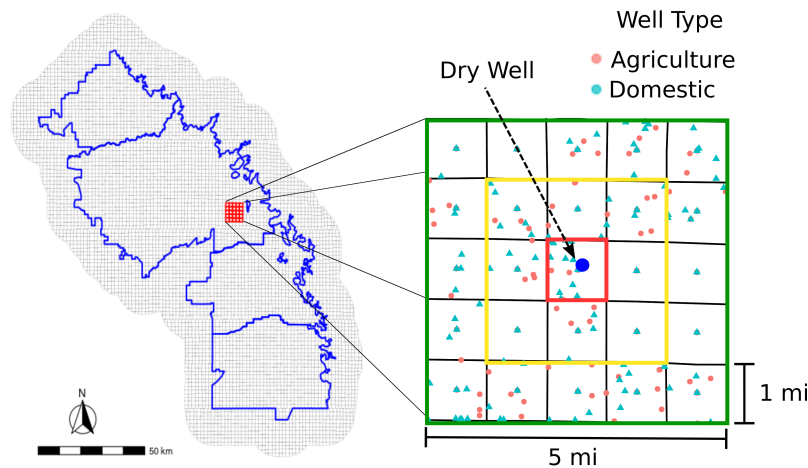 Well Type
Agriculture
Domestic
Dry Well
1 mi
5 mi
N
50 km